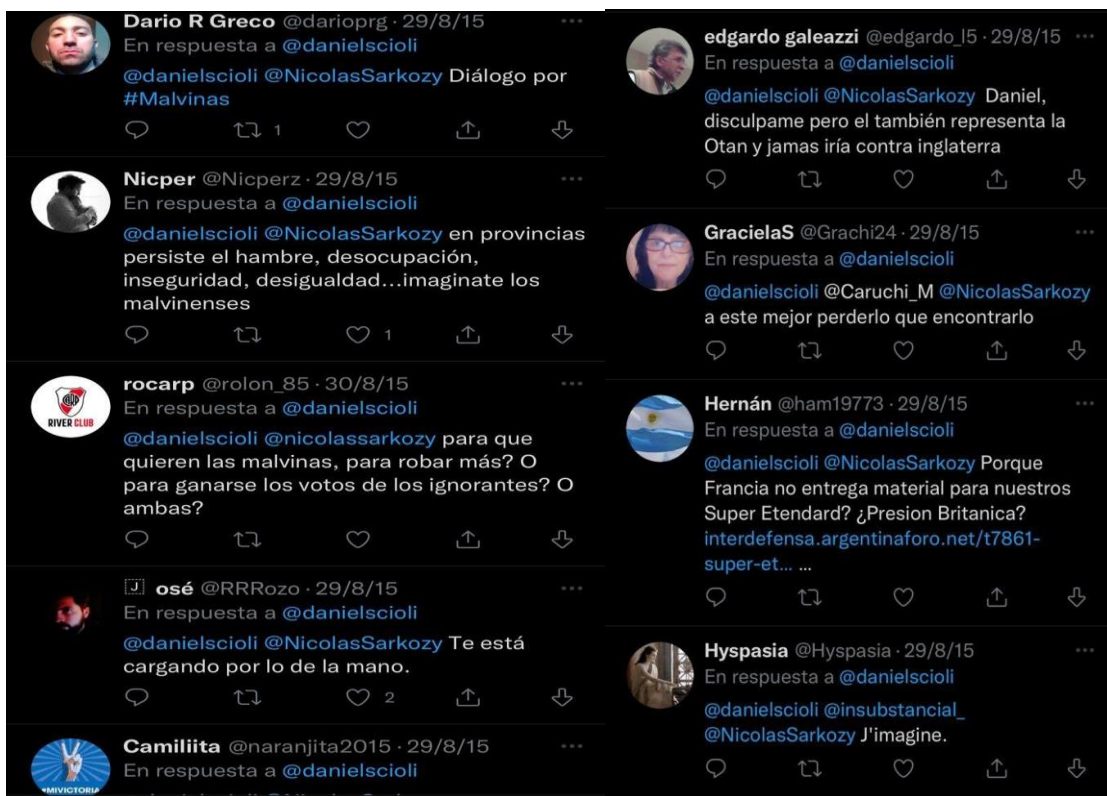 Dario R Greco @darioprg · 29/8/15
En respuesta a @danielscioli
@danielscioli @NicolasSarkozy Diálogo por
#Malvinas
1
Nicper @Nicperz · 29/8/15
En respuesta a @danielscioli
@danielscioli @NicolasSarkozy en provincias
persiste el hambre, desocupación,
inseguridad, desigualdad...imaginate los
malvinenses
1
CARP
RIVER CLUB
rocarp @rolon_85 · 30/8/15
En respuesta a @danielscioli
@danielscioli @nicolassarkozy para que
quieren las malvinas, para robar más? O
para ganarse los votos de los ignorantes? O
ambas?
J osé @RRRozo · 29/8/15
En respuesta a @danielscioli
@danielscioli @NicolasSarkozy Te está
cargando por lo de la mano.
2
Camiliita @naranjita2015 · 29/8/15
En respuesta a @danielscioli
#MIVICTORIA
edgardo galeazzi @edgardo_l5 · 29/8/15
En respuesta a @danielscioli
@danielscioli @NicolasSarkozy Daniel,
disculpame pero el también representa la
Otan y jamas iría contra inglaterra
GracielaS @Grachi24 · 29/8/15
En respuesta a @danielscioli
@danielscioli @Caruchi_M @NicolasSarkozy
a este mejor perderlo que encontrarlo
Hernán @ham19773 · 29/8/15
En respuesta a @danielscioli
@danielscioli @NicolasSarkozy Porque
Francia no entrega material para nuestros
Super Etendard? ¿Presion Britanica?
interdefensa.argentinaforo.net/t7861-
super-et... ...
Hyspasia @Hyspasia · 29/8/15
En respuesta a @danielscioli
@danielscioli @insubstancial_
@NicolasSarkozy J'imagine.